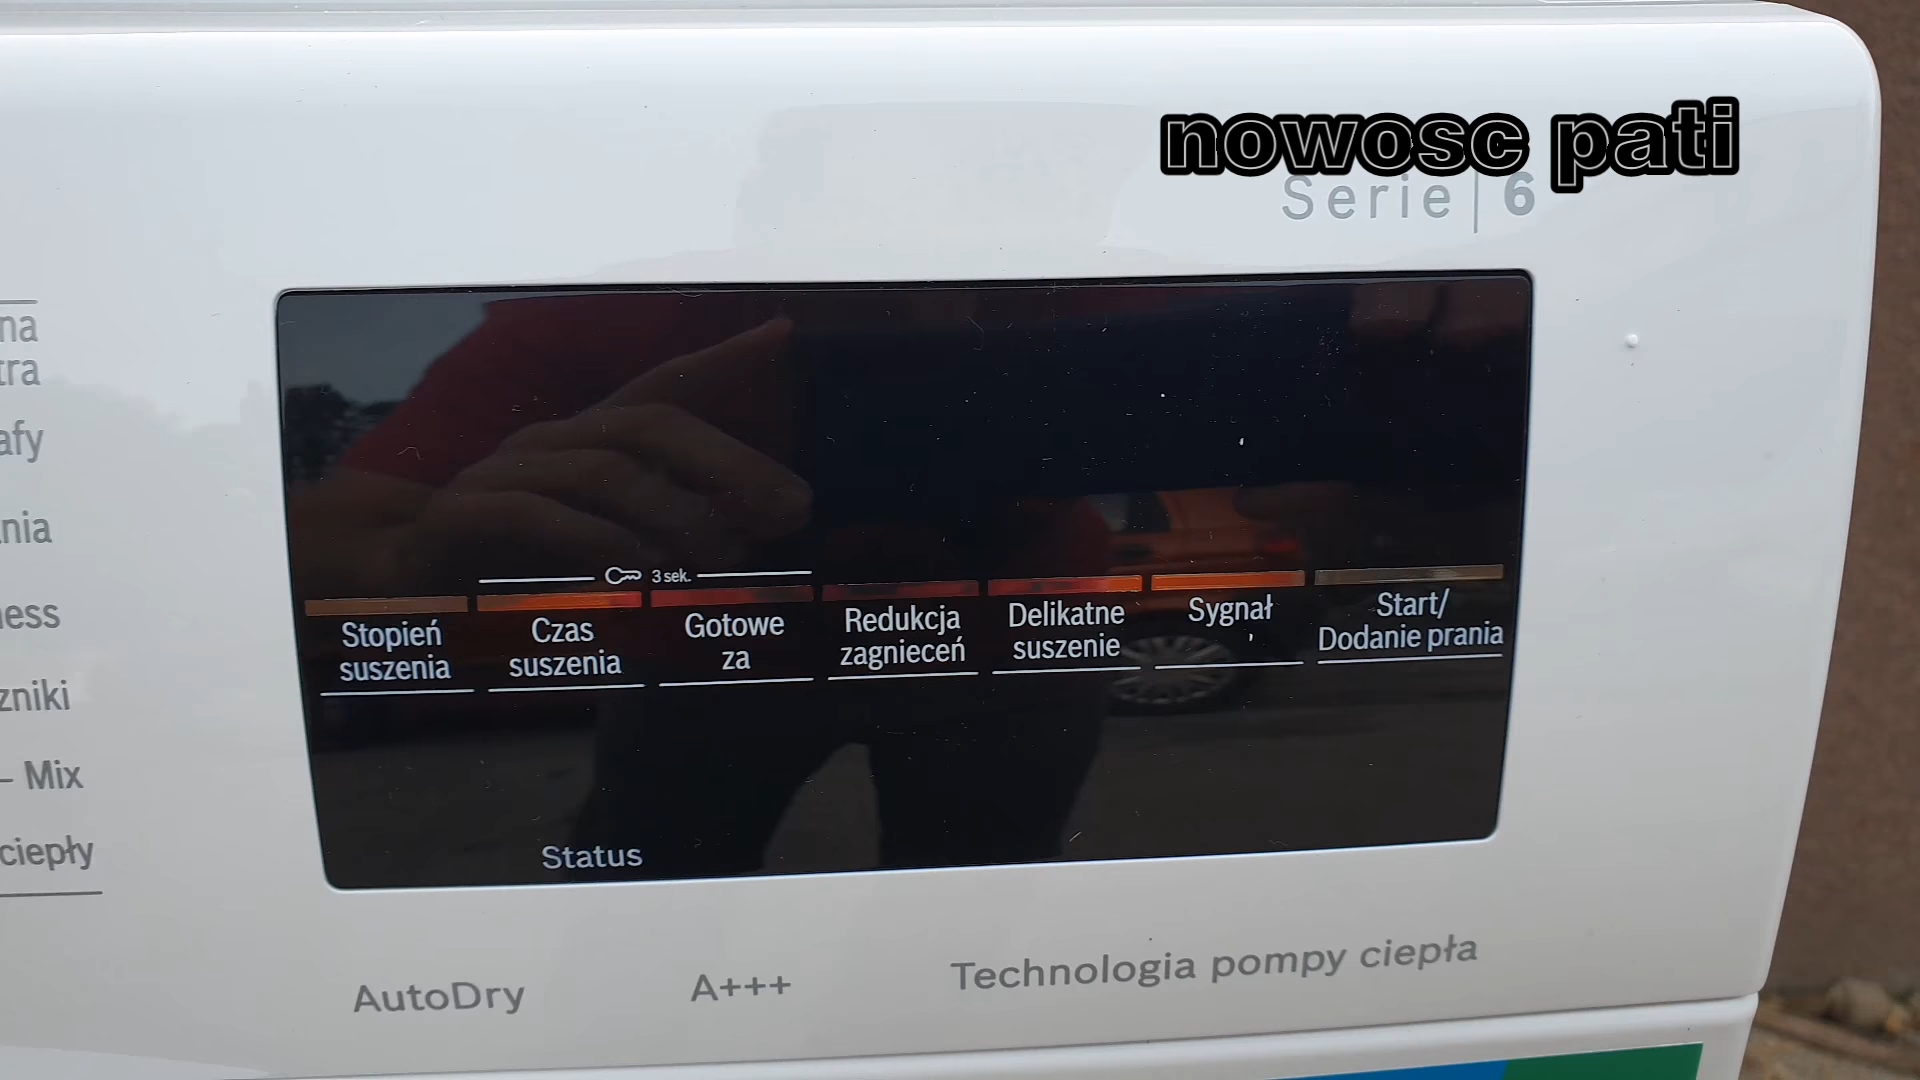 nowosc pati
Serie | 6
na
tra
afy
nia
ness
zniki
– Mix
ciepły
3 sek.
Stopień
suszenia
Czas
suszenia
Gotowe
za
Redukcja
zagnieceń
Delikatne
suszenie
Sygnał
Start/
Dodanie prania
Status
AutoDry
A+++
Technologia pompy ciepła